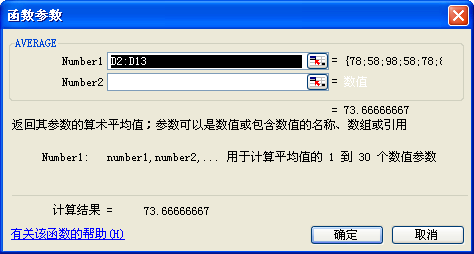 函数参数
AVERAGE
Number1 D2:D13 = {78;58;98;58;78;8
Number2 = 数值
= 73.66666667
返回其参数的算术平均值；参数可以是数值或包含数值的名称、数组或引用
Number1: number1,number2,... 用于计算平均值的 1 到 30 个数值参数
计算结果 = 73.66666667
有关该函数的帮助(H)
确定
取消